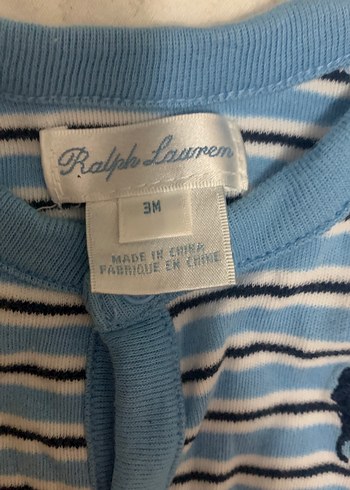 Ralph Lauren
3M
MADE IN CHINA
FABRIQUE EN CHINE